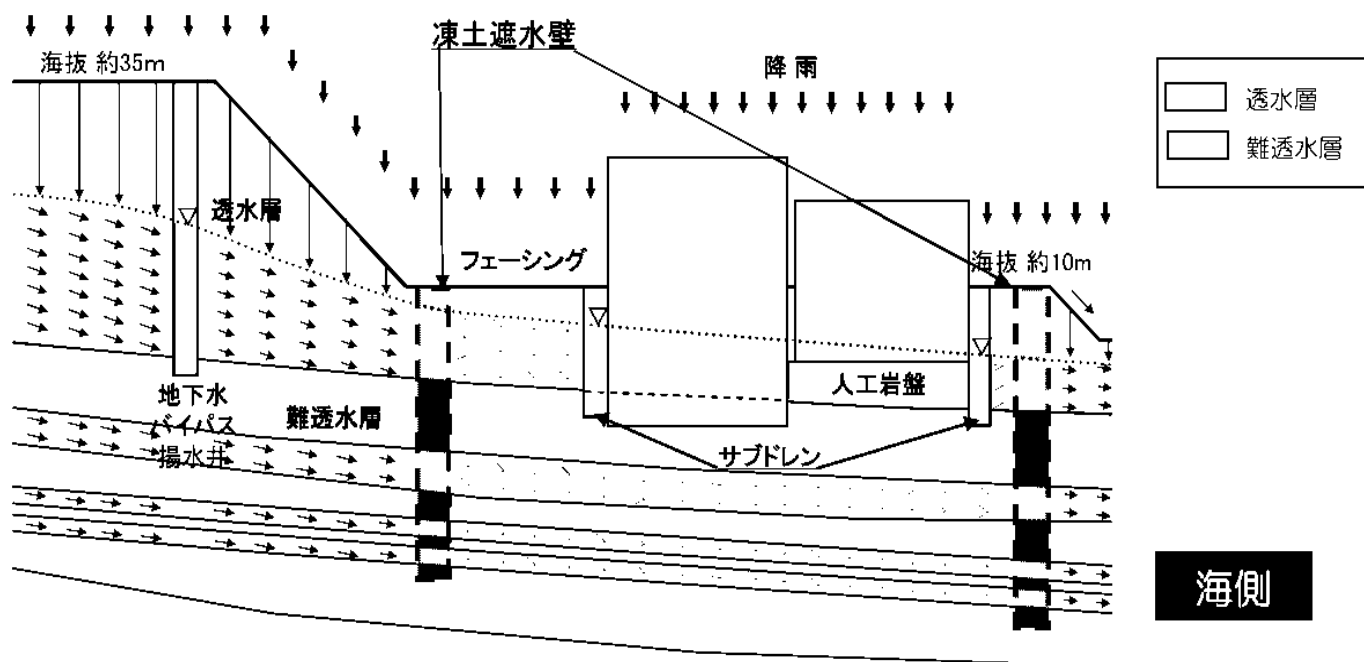 凍土遮水壁
海抜 約35m
降 雨
透水層
難透水層
透水層
フェーシング
海抜 約10m
地下水
バイパス
揚水井
難透水層
人工岩盤
サブドレン
海側